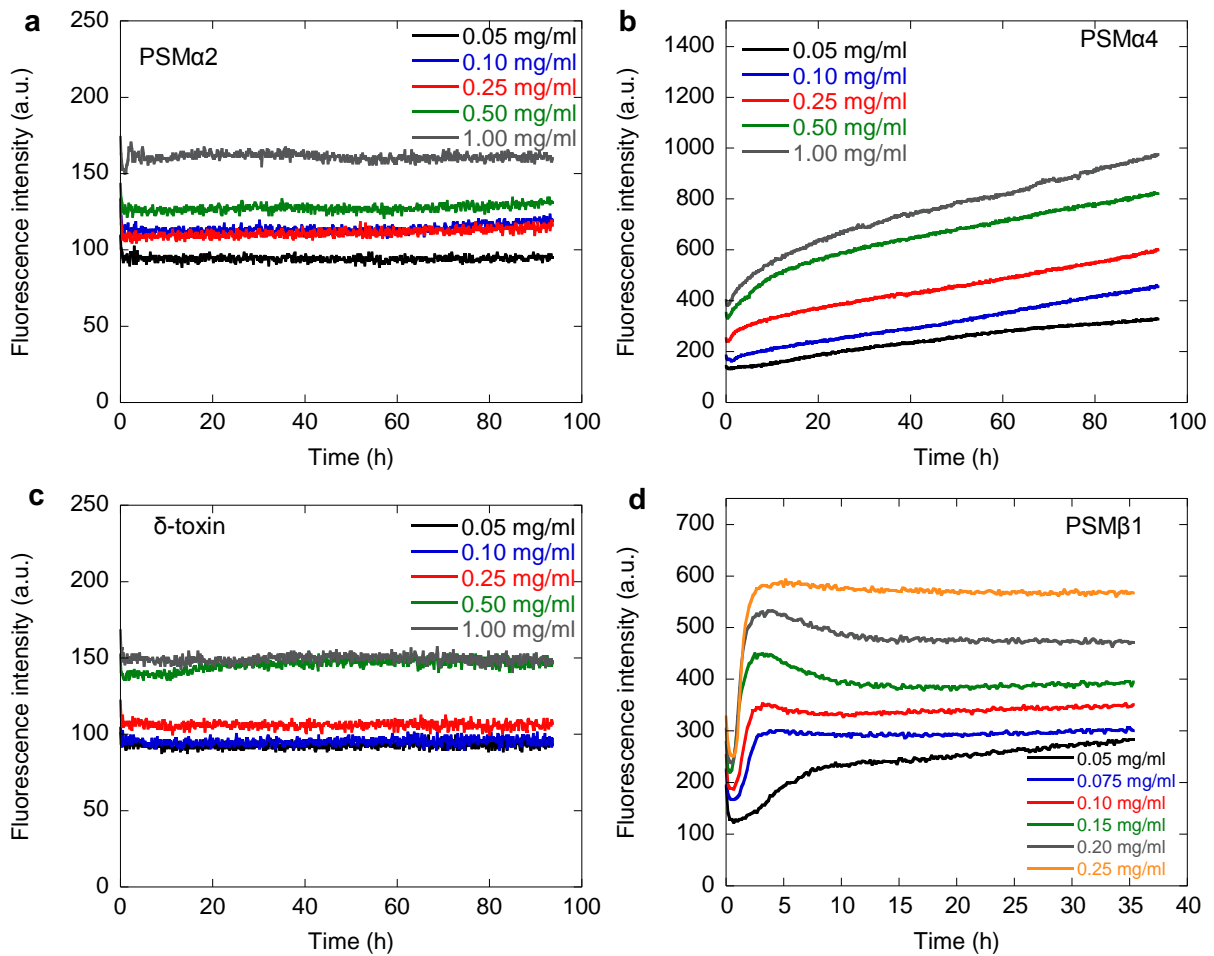 a
PSMα2
0.05 mg/ml
0.10 mg/ml
0.25 mg/ml
0.50 mg/ml
1.00 mg/ml
250
200
150
100
50
0
Fluorescence intensity (a.u.)
0 20 40 60 80 100
Time (h)
b
PSMα4
0.05 mg/ml
0.10 mg/ml
0.25 mg/ml
0.50 mg/ml
1.00 mg/ml
1400
1200
1000
800
600
400
200
0
Fluorescence intensity (a.u.)
0 20 40 60 80 100
Time (h)
c
δ-toxin
0.05 mg/ml
0.10 mg/ml
0.25 mg/ml
0.50 mg/ml
1.00 mg/ml
250
200
150
100
50
0
Fluorescence intensity (a.u.)
0 20 40 60 80 100
Time (h)
d
PSMβ1
700
600
500
400
300
200
100
0
Fluorescence intensity (a.u.)
0.05 mg/ml
0.075 mg/ml
0.10 mg/ml
0.15 mg/ml
0.20 mg/ml
0.25 mg/ml
0 5 10 15 20 25 30 35 40
Time (h)